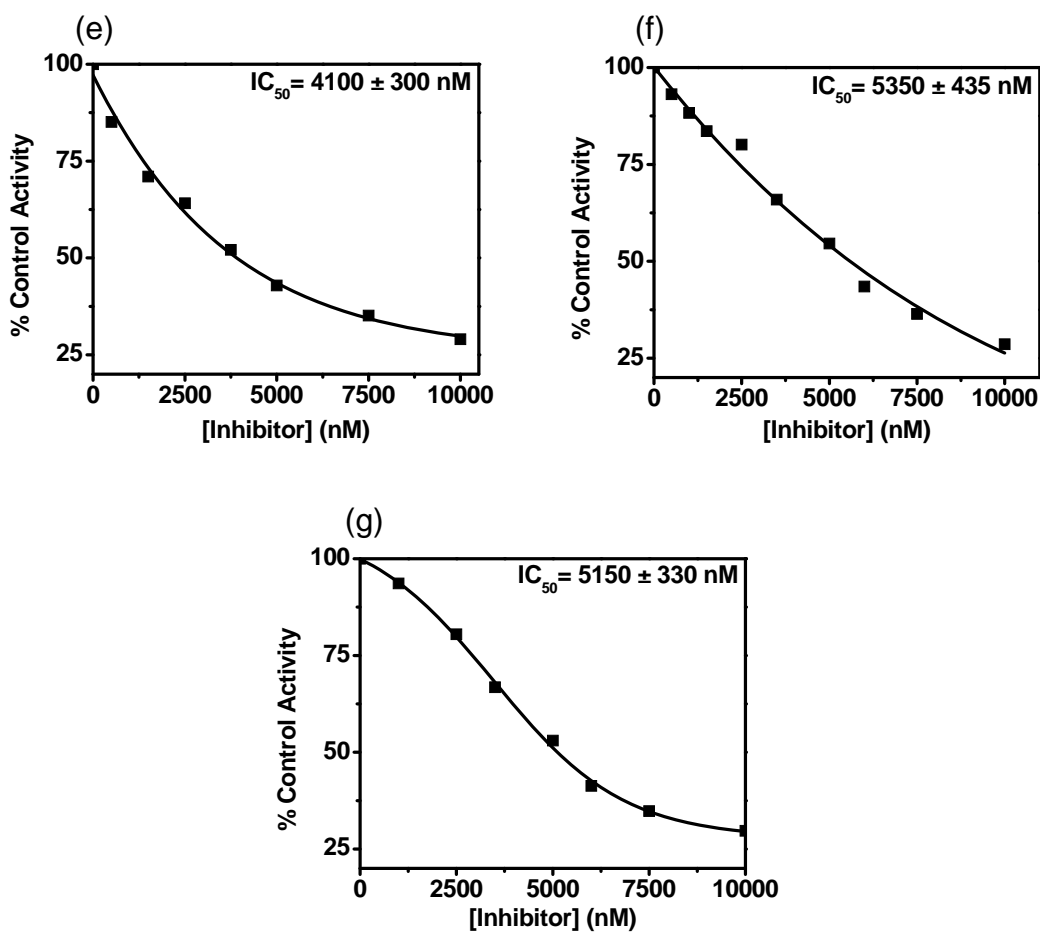 (e)
IC50= 4100 ± 300 nM
100
75
50
25
% Control Activity
0 2500 5000 7500 10000
[Inhibitor] (nM)
(f)
IC50= 5350 ± 435 nM
100
75
50
25
% Control Activity
0 2500 5000 7500 10000
[Inhibitor] (nM)
(g)
IC50= 5150 ± 330 nM
100
75
50
25
% Control Activity
0 2500 5000 7500 10000
[Inhibitor] (nM)